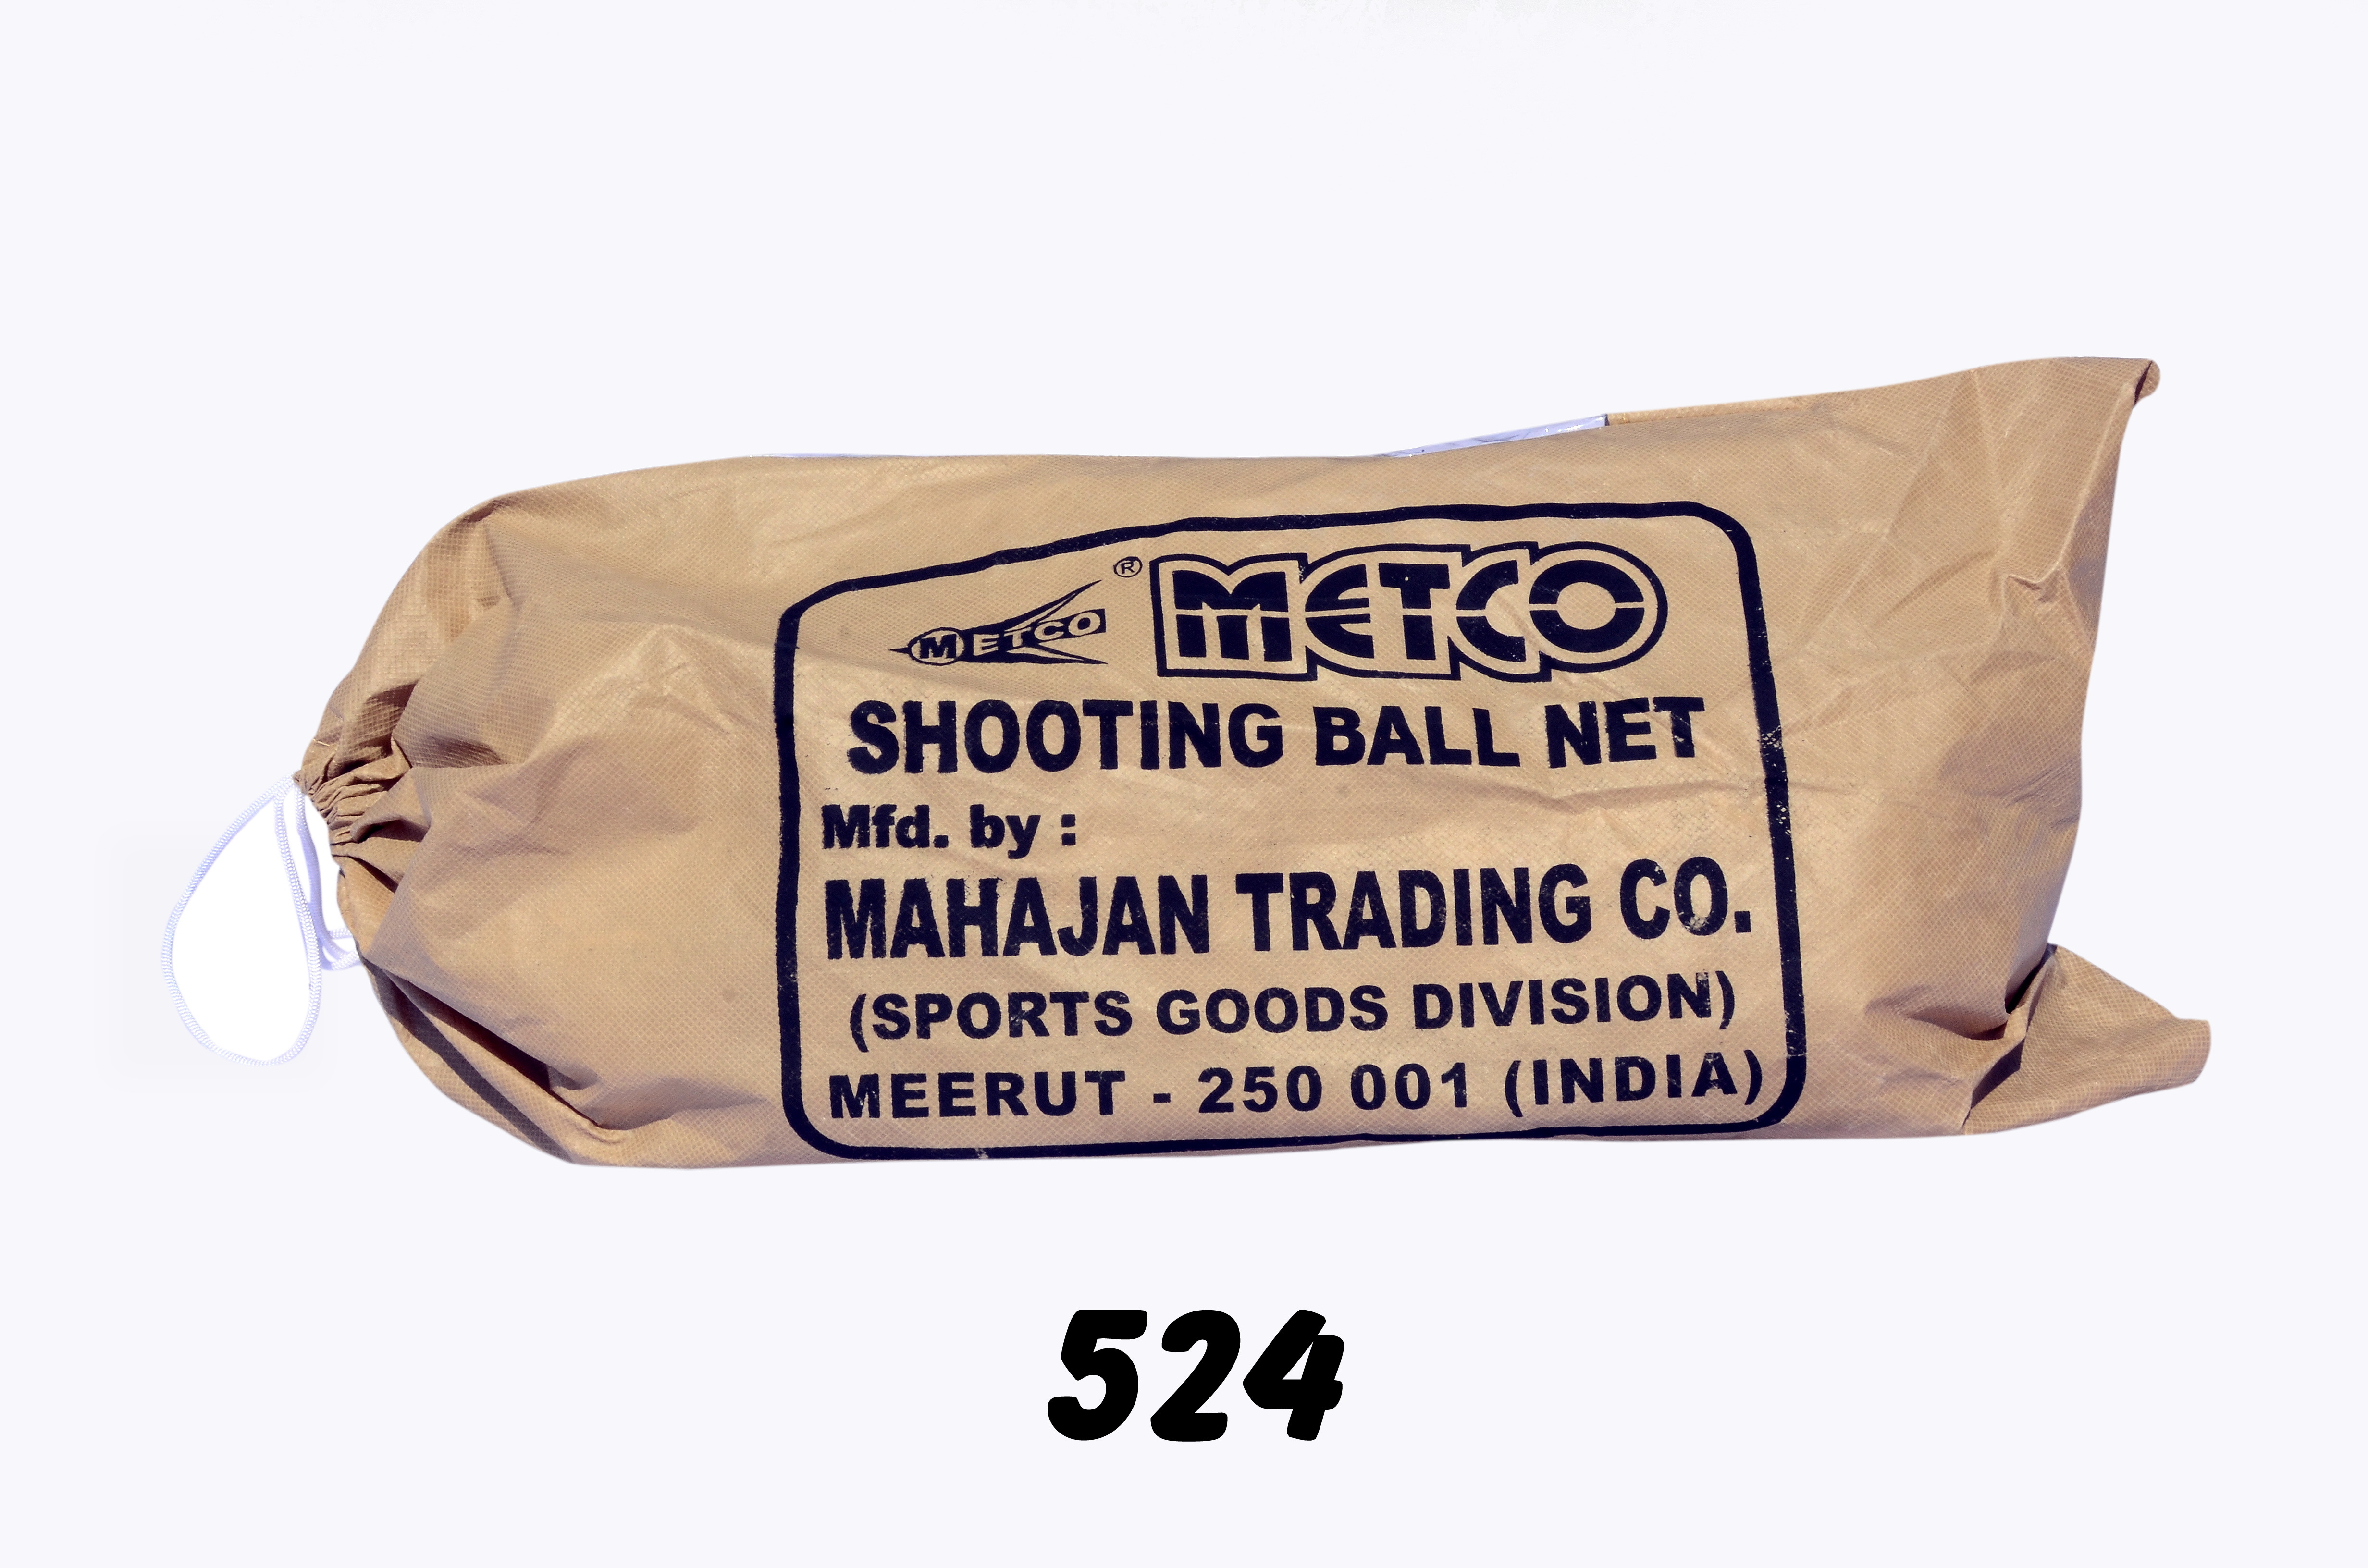 METCO ® METCO
SHOOTING BALL NET
Mfd. by :
MAHAJAN TRADING CO.
(SPORTS GOODS DIVISION)
MEERUT - 250 001 (INDIA)
524